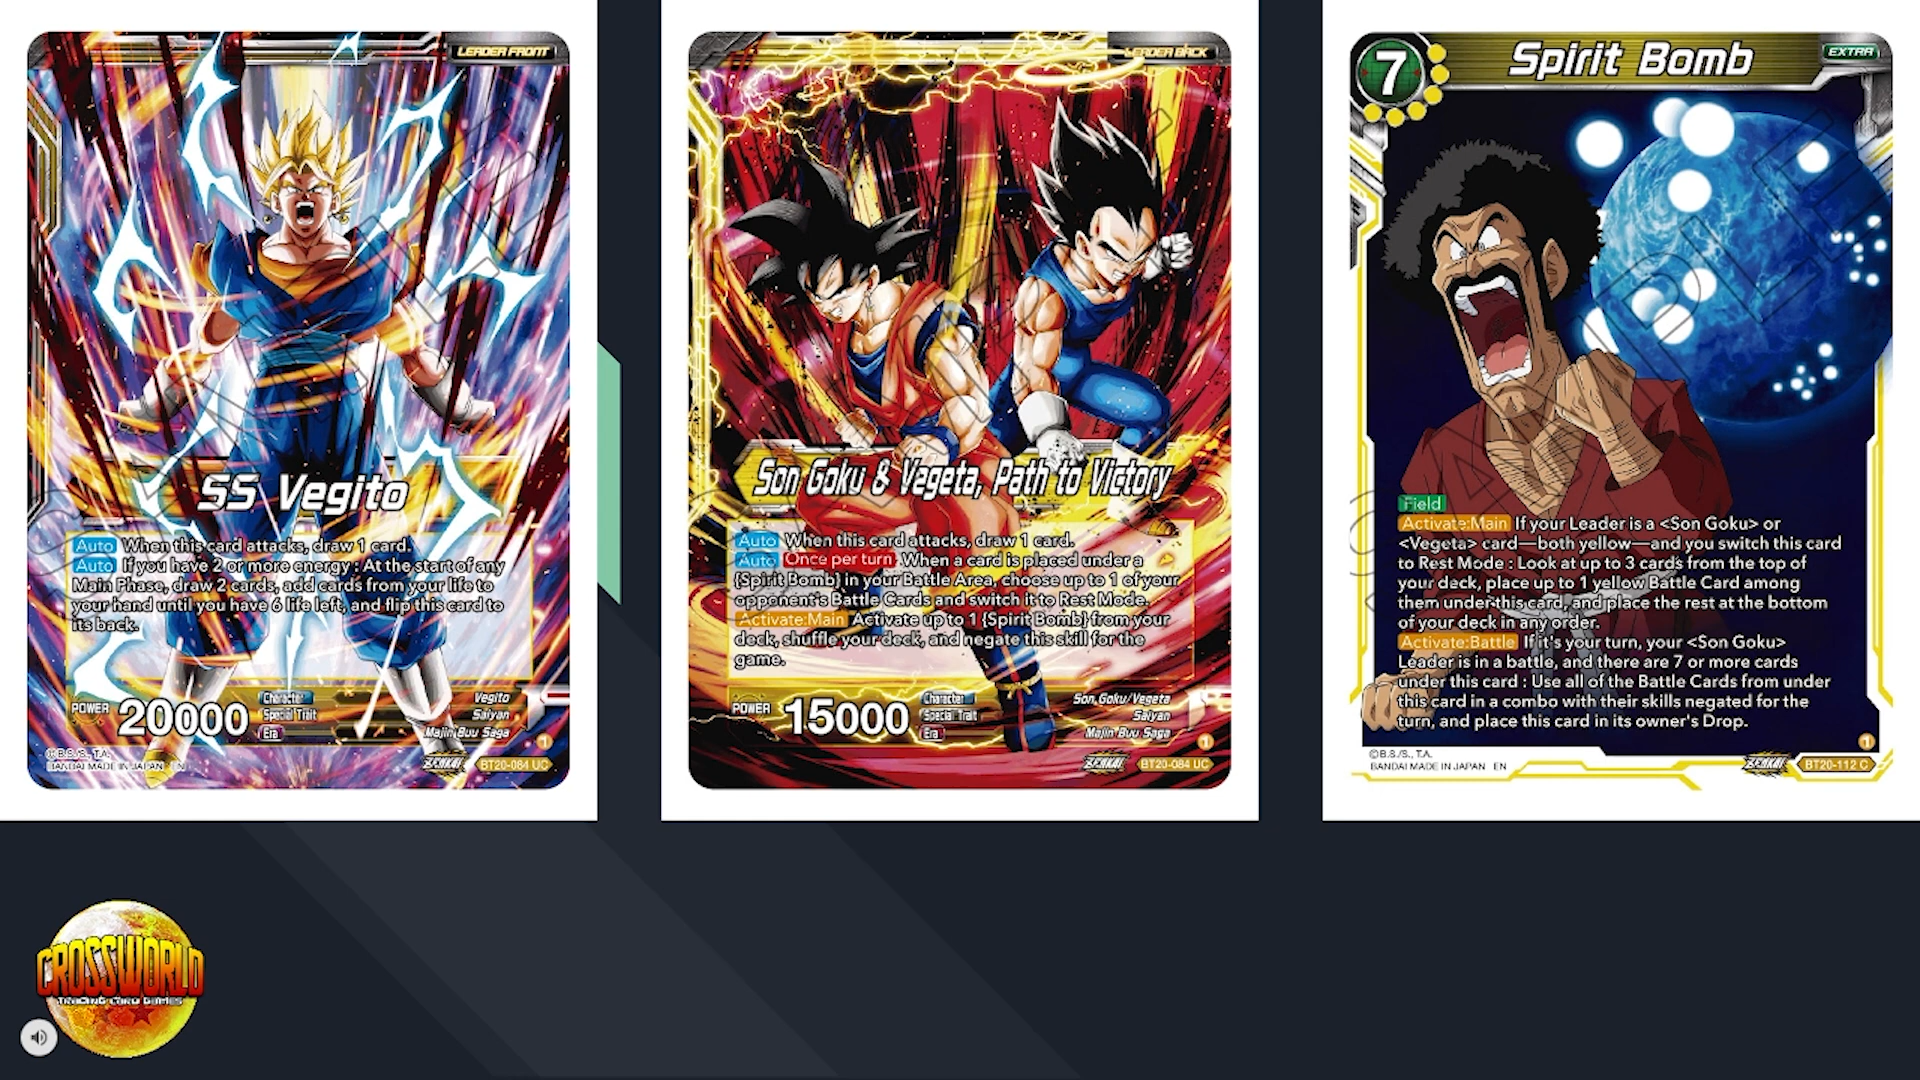 LEADER FRONT
SS Vegito
Auto When this card attacks, draw 1 card.
Auto If you have 2 or more energy : At the start of any
Main Phase, draw 2 cards, add cards from your life to
your hand until you have 6 life left, and flip this card to
its back.
POWER 20000
Character Vegito
Special Trait Saiyan
Era Majin Buu Saga
1
©B.S./S., T.A.
BANDAI MADE IN JAPAN EN
ZENKAI BT20-084 UC
LEADER BACK
Son Goku & Vegeta, Path to Victory
Auto When this card attacks, draw 1 card.
Auto Once per turn When a card is placed under a
{Spirit Bomb} in your Battle Area, choose up to 1 of your
opponent's Battle Cards and switch it to Rest Mode.
Activate:Main Activate up to 1 {Spirit Bomb} from your
deck, shuffle your deck, and negate this skill for the
game.
POWER 15000
Character Son Goku/Vegeta
Special Trait Saiyan
Era Majin Buu Saga
1
ZENKAI BT20-084 UC
7
Spirit Bomb
EXTRA
Field
Activate:Main If your Leader is a <Son Goku> or
<Vegeta> card—both yellow—and you switch this card
to Rest Mode : Look at up to 3 cards from the top of
your deck, place up to 1 yellow Battle Card among
them under this card, and place the rest at the bottom
of your deck in any order.
Activate:Battle If it's your turn, your <Son Goku>
Leader is in a battle, and there are 7 or more cards
under this card : Use all of the Battle Cards from under
this card in a combo with their skills negated for the
turn, and place this card in its owner's Drop.
1
©B.S./S., T.A.
BANDAI MADE IN JAPAN EN
ZENKAI BT20-112 C
CROSSWORLD
TRADING CARD GAMES